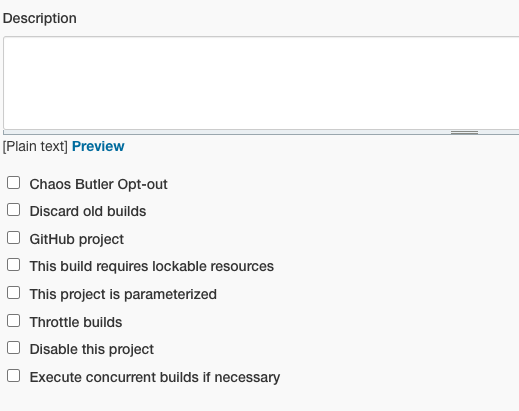 Description
[Plain text] Preview
Chaos Butler Opt-out
Discard old builds
GitHub project
This build requires lockable resources
This project is parameterized
Throttle builds
Disable this project
Execute concurrent builds if necessary